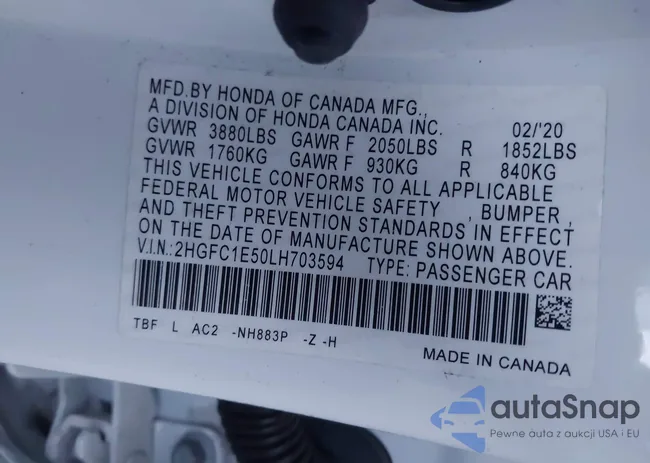 MFD.BY HONDA OF CANADA MFG.,
A DIVISION OF HONDA CANADA INC. 02/'20
GVWR 3880LBS GAWR F 2050LBS R 1852LBS
GVWR 1760KG GAWR F 930KG R 840KG
THIS VEHICLE CONFORMS TO ALL APPLICABLE
FEDERAL MOTOR VEHICLE SAFETY , BUMPER ,
AND THEFT PREVENTION STANDARDS IN EFFECT
ON THE DATE OF MANUFACTURE SHOWN ABOVE.
V.I.N.:2HGFC1E50LH703594 TYPE: PASSENGER CAR
TBF L AC2 -NH883P -Z -H
MADE IN CANADA
autaSnap
Pewne auta z aukcji USA i EU